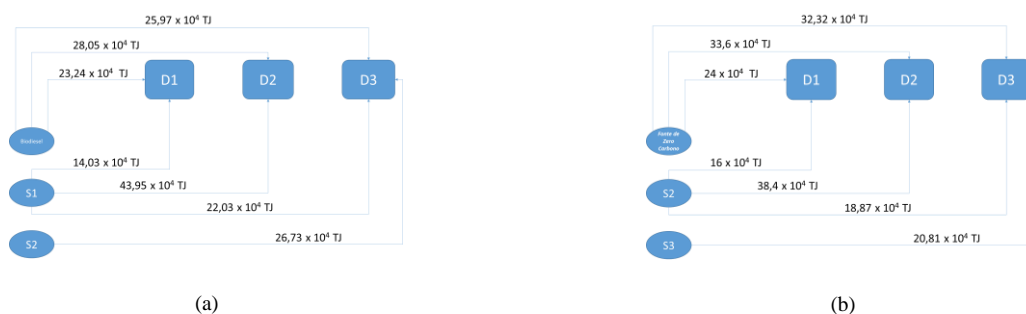 25,97 x 10⁴ TJ
28,05 x 10⁴ TJ
23,24 x 10⁴ TJ
D1
D2
D3
Biodiesel
14,03 x 10⁴ TJ
S1
43,95 x 10⁴ TJ
22,03 x 10⁴ TJ
S2
26,73 x 10⁴ TJ
(a)
32,32 x 10⁴ TJ
33,6 x 10⁴ TJ
24 x 10⁴ TJ
D1
D2
D3
Fonte de
Zero
Carbono
16 x 10⁴ TJ
S2
38,4 x 10⁴ TJ
18,87 x 10⁴ TJ
S3
20,81 x 10⁴ TJ
(b)